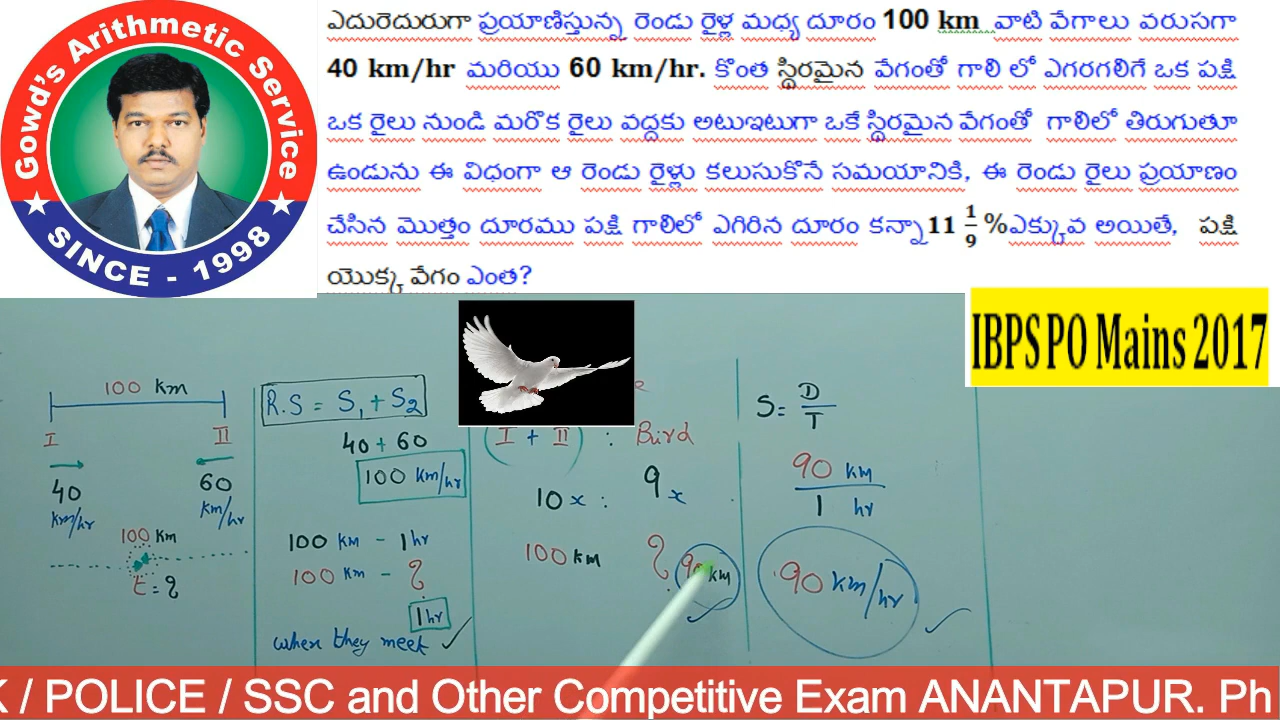 Gowd's Arithmetic Service
SINCE - 1998
ఎదురెదురుగా ప్రయాణిస్తున్న రెండు రైళ్ల మధ్య దూరం 100 km వాటి వేగాలు వరుసగా
40 km/hr మరియు 60 km/hr. కొంత స్థిరమైన వేగంతో గాలి లో ఎగరగలిగే ఒక పక్షి
ఒక రైలు నుండి మరొక రైలు వద్దకు అటుఇటుగా ఒకే స్థిరమైన వేగంతో గాలిలో తిరుగుతూ
ఉండును ఈ విధంగా ఆ రెండు రైళ్లు కలుసుకొనే సమయానికి, ఈ రెండు రైలు ప్రయాణం
చేసిన మొత్తం దూరము పక్షి గాలిలో ఎగిరిన దూరం కన్నా 11 1/9 %ఎక్కువ అయితే, పక్షి
యొక్క వేగం ఎంత?
IBPS PO Mains 2017
100 Km
I II
40 Km/hr
60 Km/hr
100 Km
t = ?
R.S = S1 + S2
40 + 60
100 Km/hr
100 Km - 1hr
100 Km - ?
1hr
when they meet ✓
(I + II) : Bird
10x : 9x
100 Km ? 90 Km
S = D/T
90 Km
1 hr
90 Km/hr
/ POLICE / SSC and Other Competitive Exam ANANTAPUR. Ph